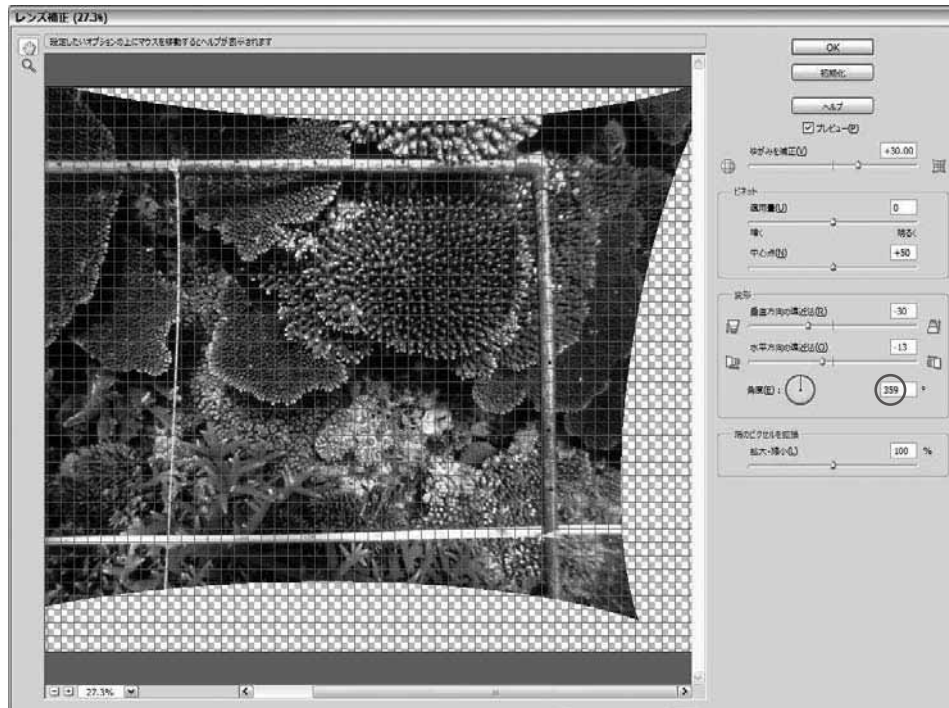 レンズ補正 (27.3%)
設定したいオプションの上にマウスを移動するとヘルプが表示されます
OK
初期化
ヘルプ
プレビュー(P)
ゆがみを補正(V) +30.00
ビネット
適用量(U) 0
暗く 明るく
中心点(N) +50
変形
垂直方向の遠近法(R) -30
水平方向の遠近法(O) -13
角度(E) : 359 °
隅のピクセルを拡張
拡大・縮小(L) 100 %
27.3%